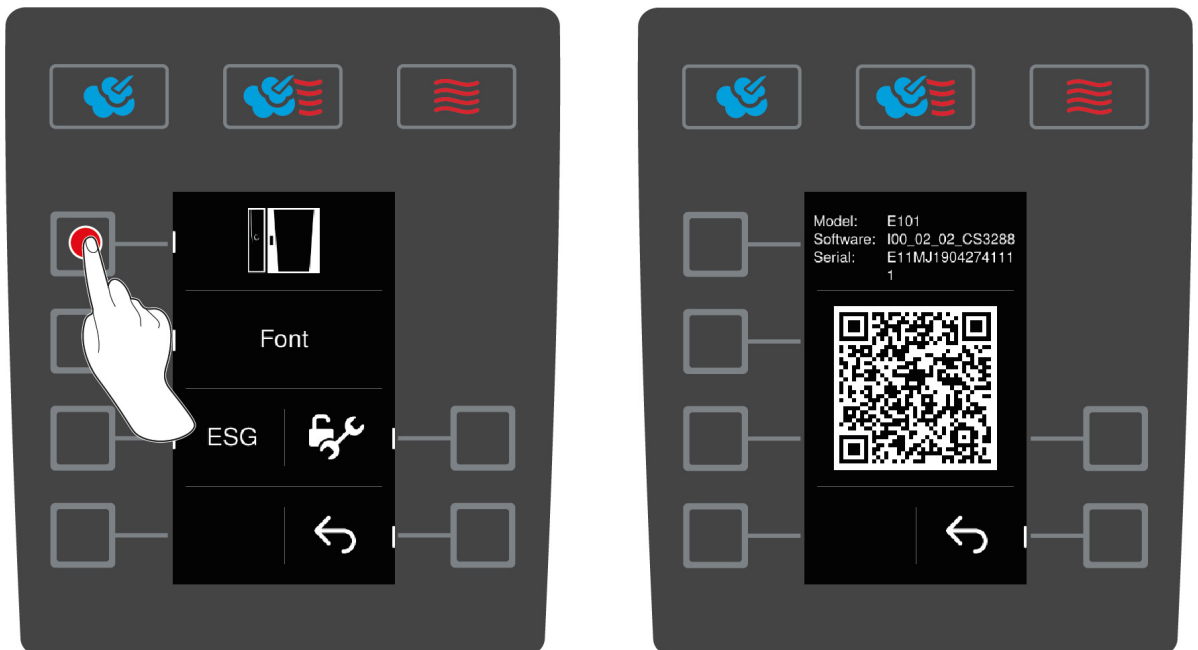 Font
ESG
Model: E101
Software: I00_02_02_CS3288
Serial: E11MJ1904274111
1